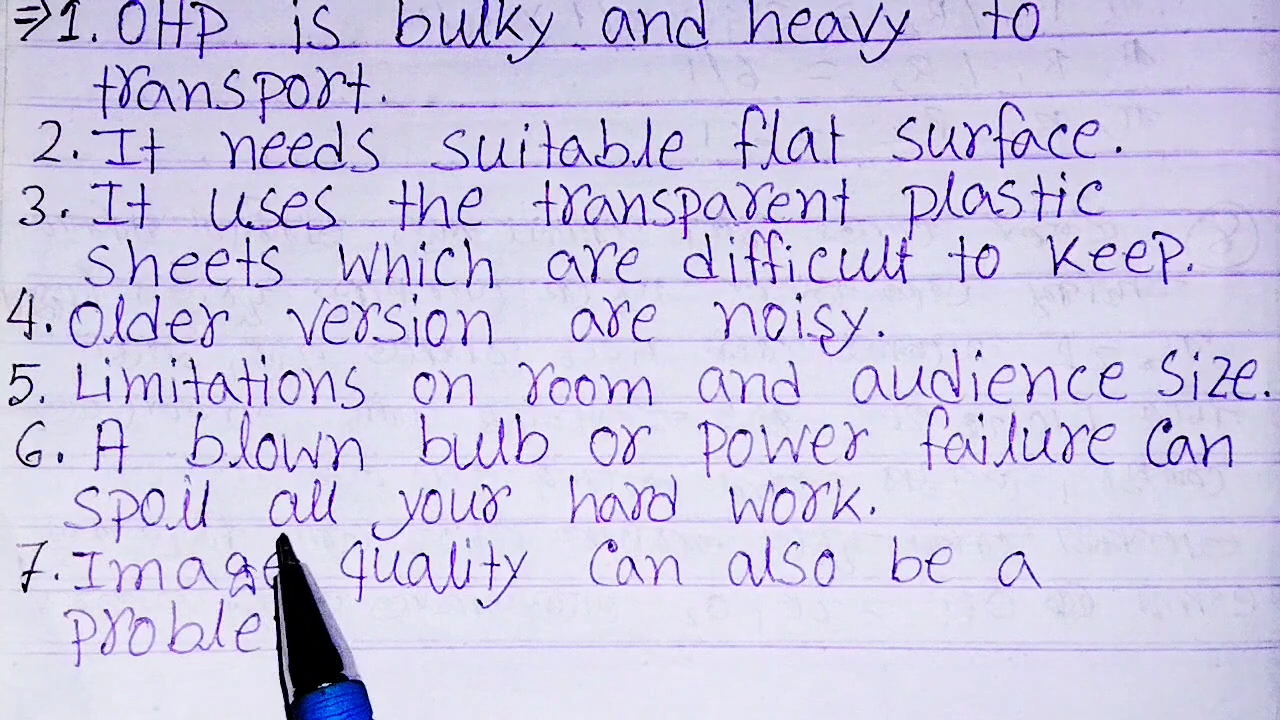 ⇒1. OHP is bulky and heavy to
transport.
2. It needs suitable flat surface.
3. It uses the transparent plastic
sheets which are difficult to keep.
4. Older version are noisy.
5. Limitations on room and audience size.
6. A blown bulb or power failure can
spoil all your hard work.
7. Image quality can also be a
proble